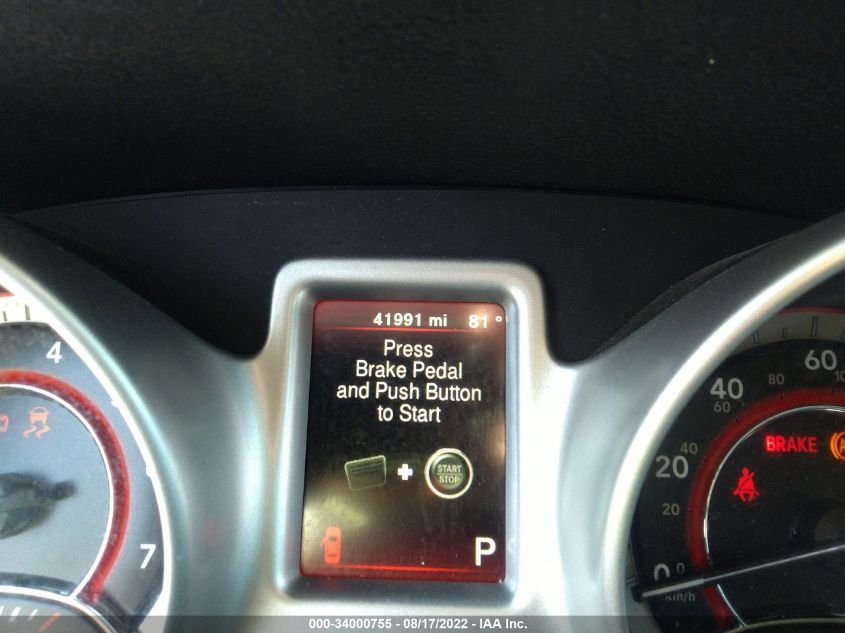 41991 mi 81°
Press
Brake Pedal
and Push Button
to Start
START
STOP
P
4
7
60
40
80
60
20
40
20
0
0
km/h
BRAKE
000-34000755 - 08/17/2022 - IAA Inc.